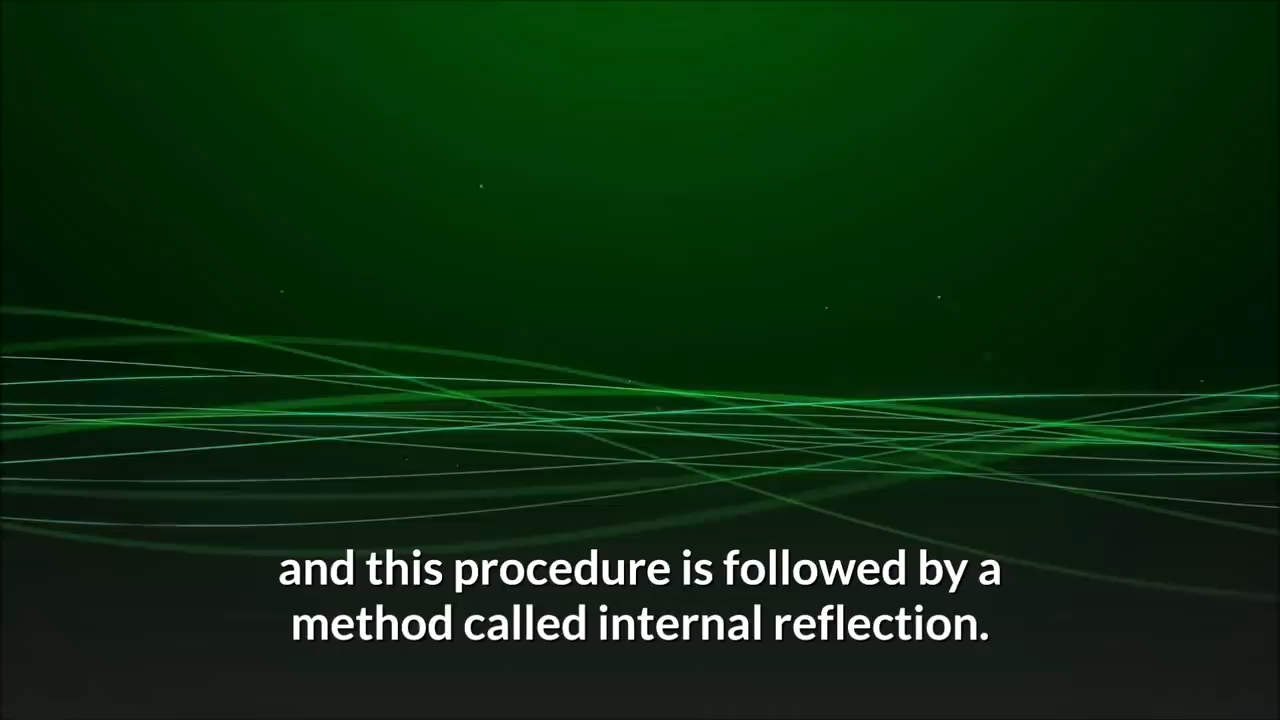 and this procedure is followed by a
method called internal reflection.